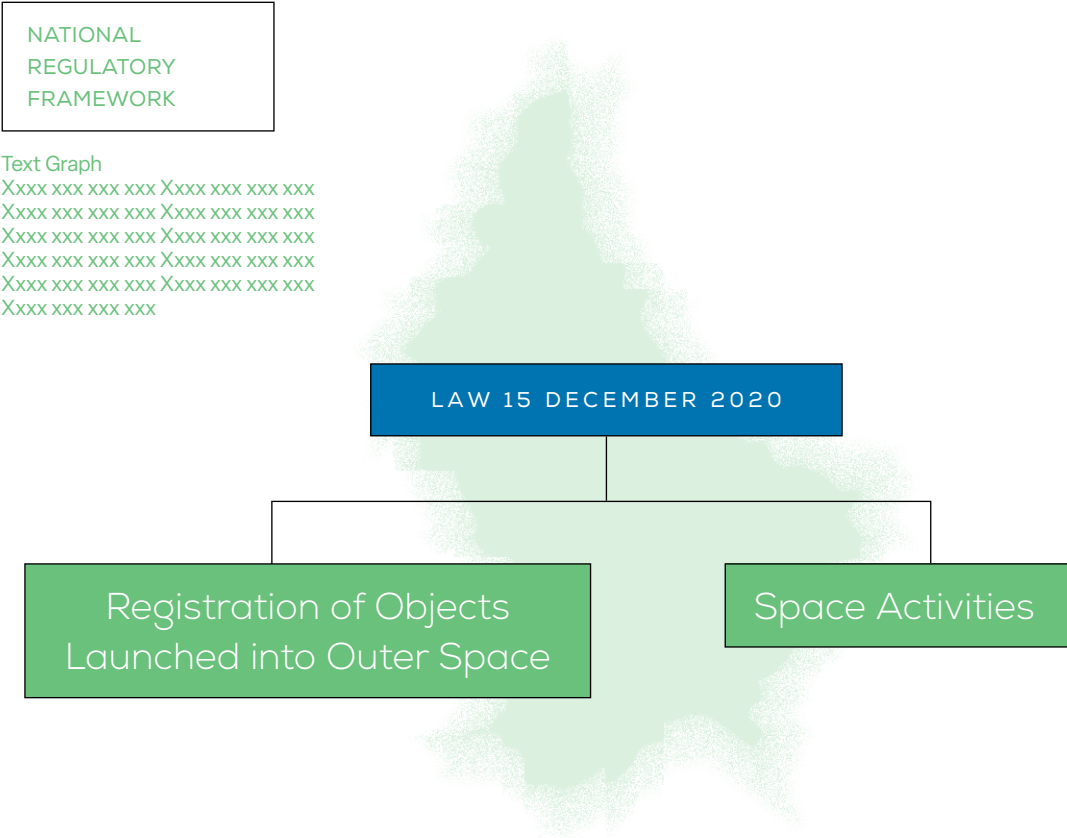 NATIONAL
REGULATORY
FRAMEWORK
Text Graph
Xxxx xxx xxx xxx Xxxx xxx xxx xxx
Xxxx xxx xxx xxx Xxxx xxx xxx xxx
Xxxx xxx xxx xxx Xxxx xxx xxx xxx
Xxxx xxx xxx xxx Xxxx xxx xxx xxx
Xxxx xxx xxx xxx Xxxx xxx xxx xxx
Xxxx xxx xxx xxx
LAW 15 DECEMBER 2020
Registration of Objects
Launched into Outer Space
Space Activities